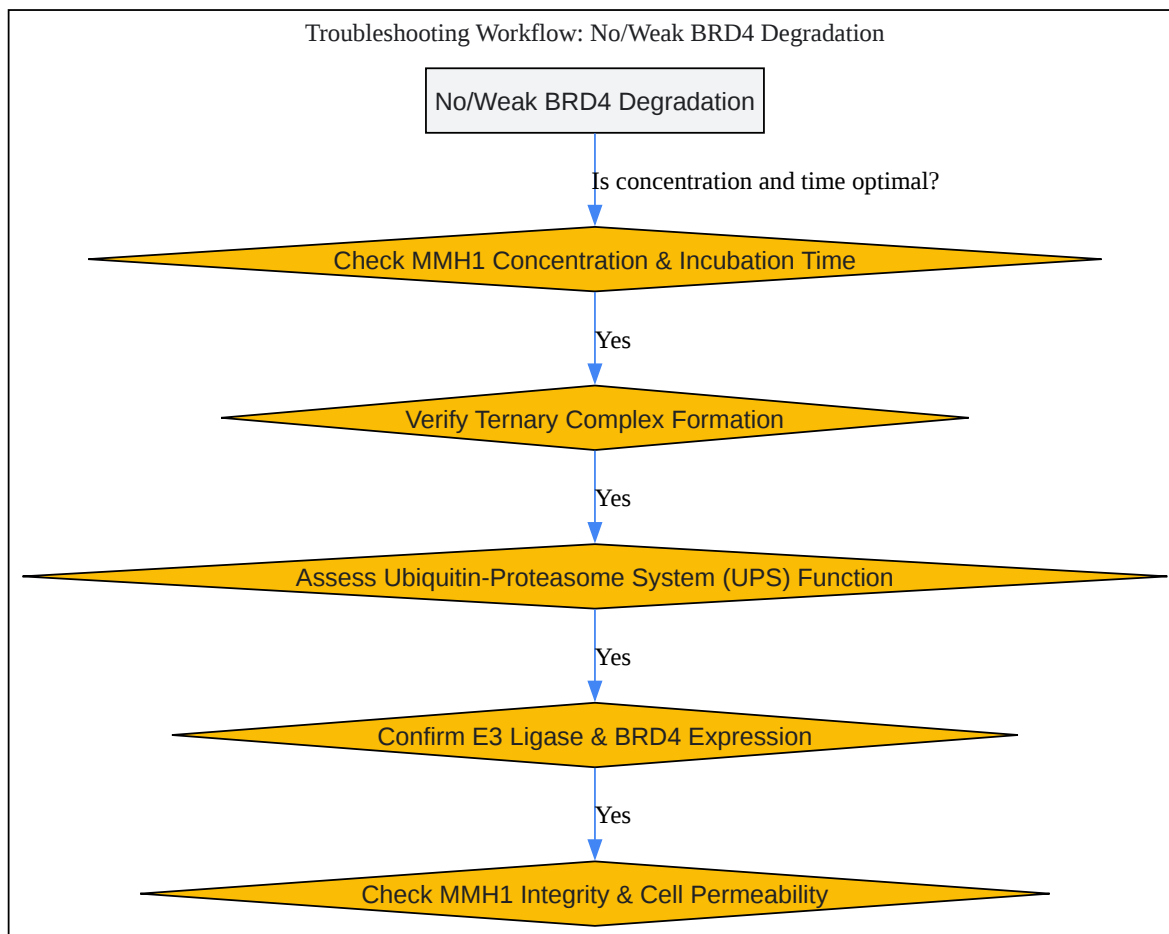 Troubleshooting Workflow: No/Weak BRD4 Degradation
No/Weak BRD4 Degradation
Is concentration and time optimal?
Check MMH1 Concentration & Incubation Time
Yes
Verify Ternary Complex Formation
Yes
Assess Ubiquitin-Proteasome System (UPS) Function
Yes
Confirm E3 Ligase & BRD4 Expression
Yes
Check MMH1 Integrity & Cell Permeability